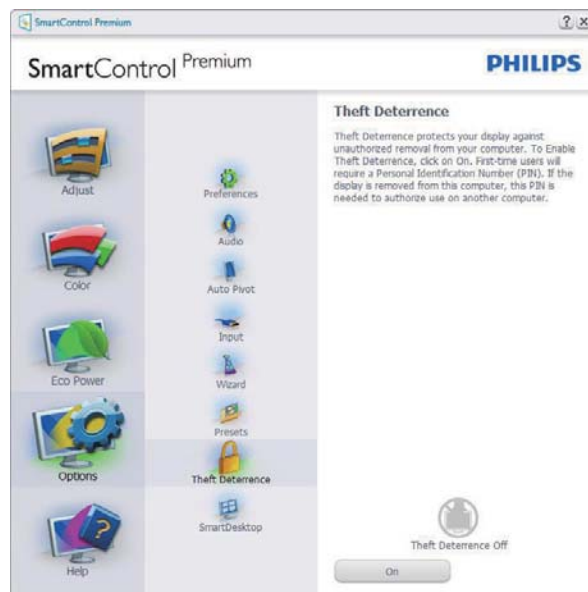 SmartControl Premium
SmartControl Premium
PHILIPS
Adjust
Color
Eco Power
Options
Help
Preferences
Audio
Auto Pivot
Input
Wizard
Presets
Theft Deterrence
SmartDesktop
Theft Deterrence
Theft Deterrence protects your display against
unauthorized removal from your computer. To Enable
Theft Deterrence, click on On. First-time users will
require a Personal Identification Number (PIN). If the
display is removed from this computer, this PIN is
needed to authorize use on another computer.
Theft Deterrence Off
On